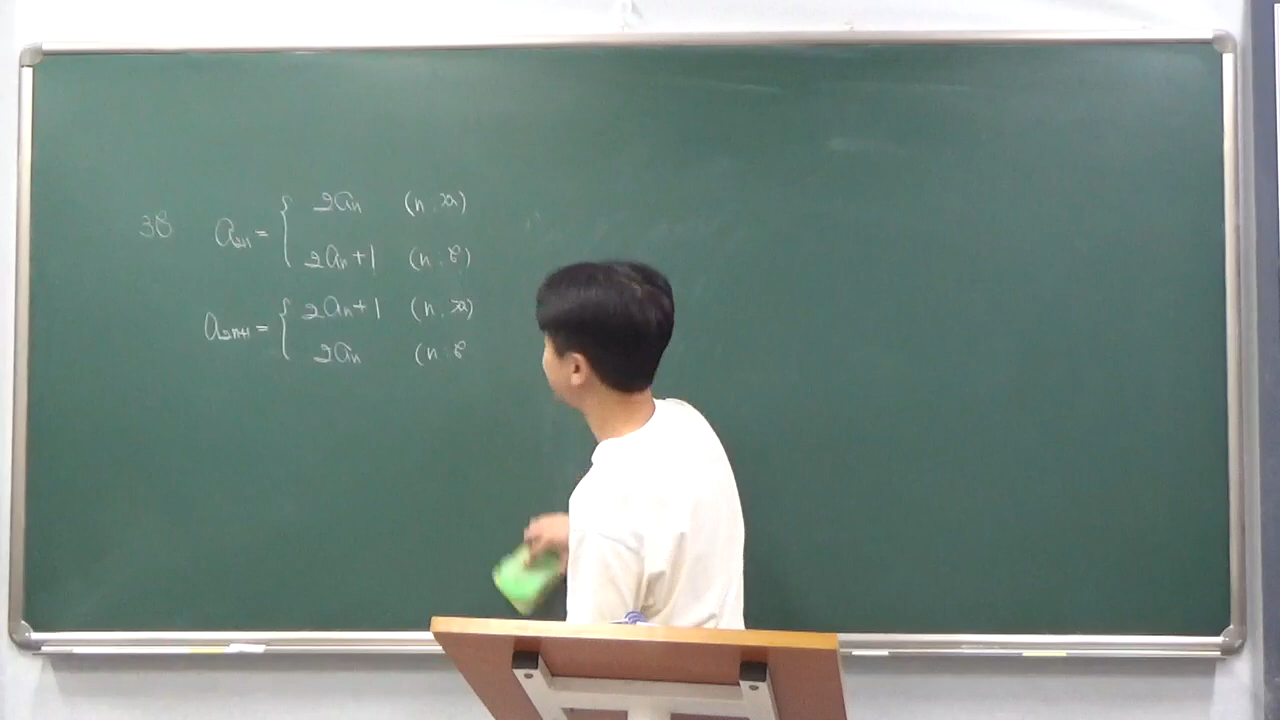 38 a₂ₙ = { 2aₙ (n:짝)
2aₙ+1 (n:홀)
a₂ₙ₊₁ = { 2aₙ+1 (n:짝)
2aₙ (n:홀